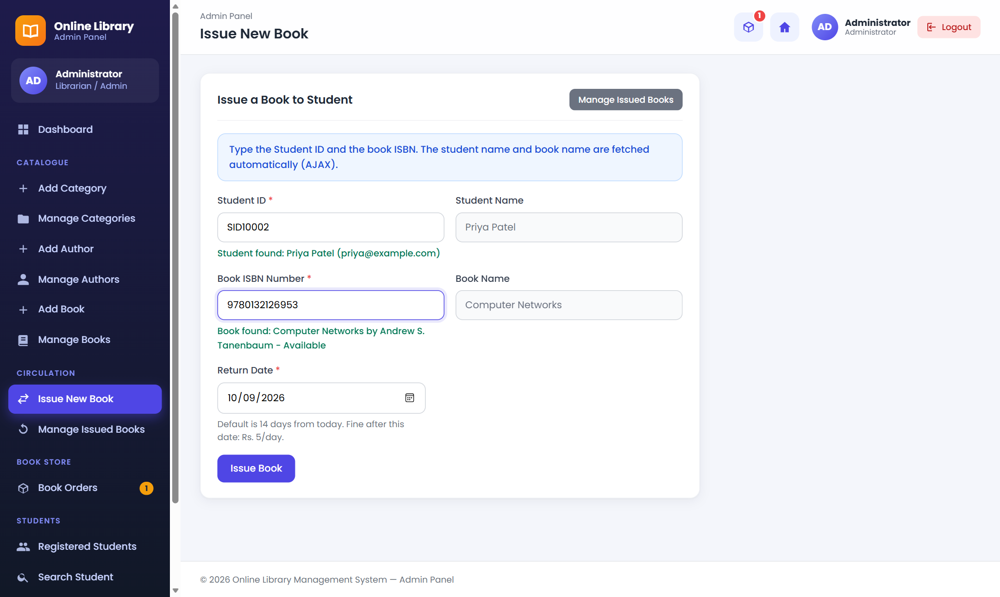 Online Library
Admin Panel
AD
Administrator
Librarian / Admin
Dashboard
CATALOGUE
Add Category
Manage Categories
Add Author
Manage Authors
Add Book
Manage Books
CIRCULATION
Issue New Book
Manage Issued Books
BOOK STORE
Book Orders
1
STUDENTS
Registered Students
Search Student
Admin Panel
Issue New Book
1
AD
Administrator
Administrator
Logout
Issue a Book to Student
Manage Issued Books
Type the Student ID and the book ISBN. The student name and book name are fetched
automatically (AJAX).
Student ID *
Student Name
SID10002
Priya Patel
Student found: Priya Patel (priya@example.com)
Book ISBN Number *
Book Name
9780132126953
Computer Networks
Book found: Computer Networks by Andrew S.
Tanenbaum - Available
Return Date *
10/09/2026
Default is 14 days from today. Fine after this
date: Rs. 5/day.
Issue Book
© 2026 Online Library Management System — Admin Panel